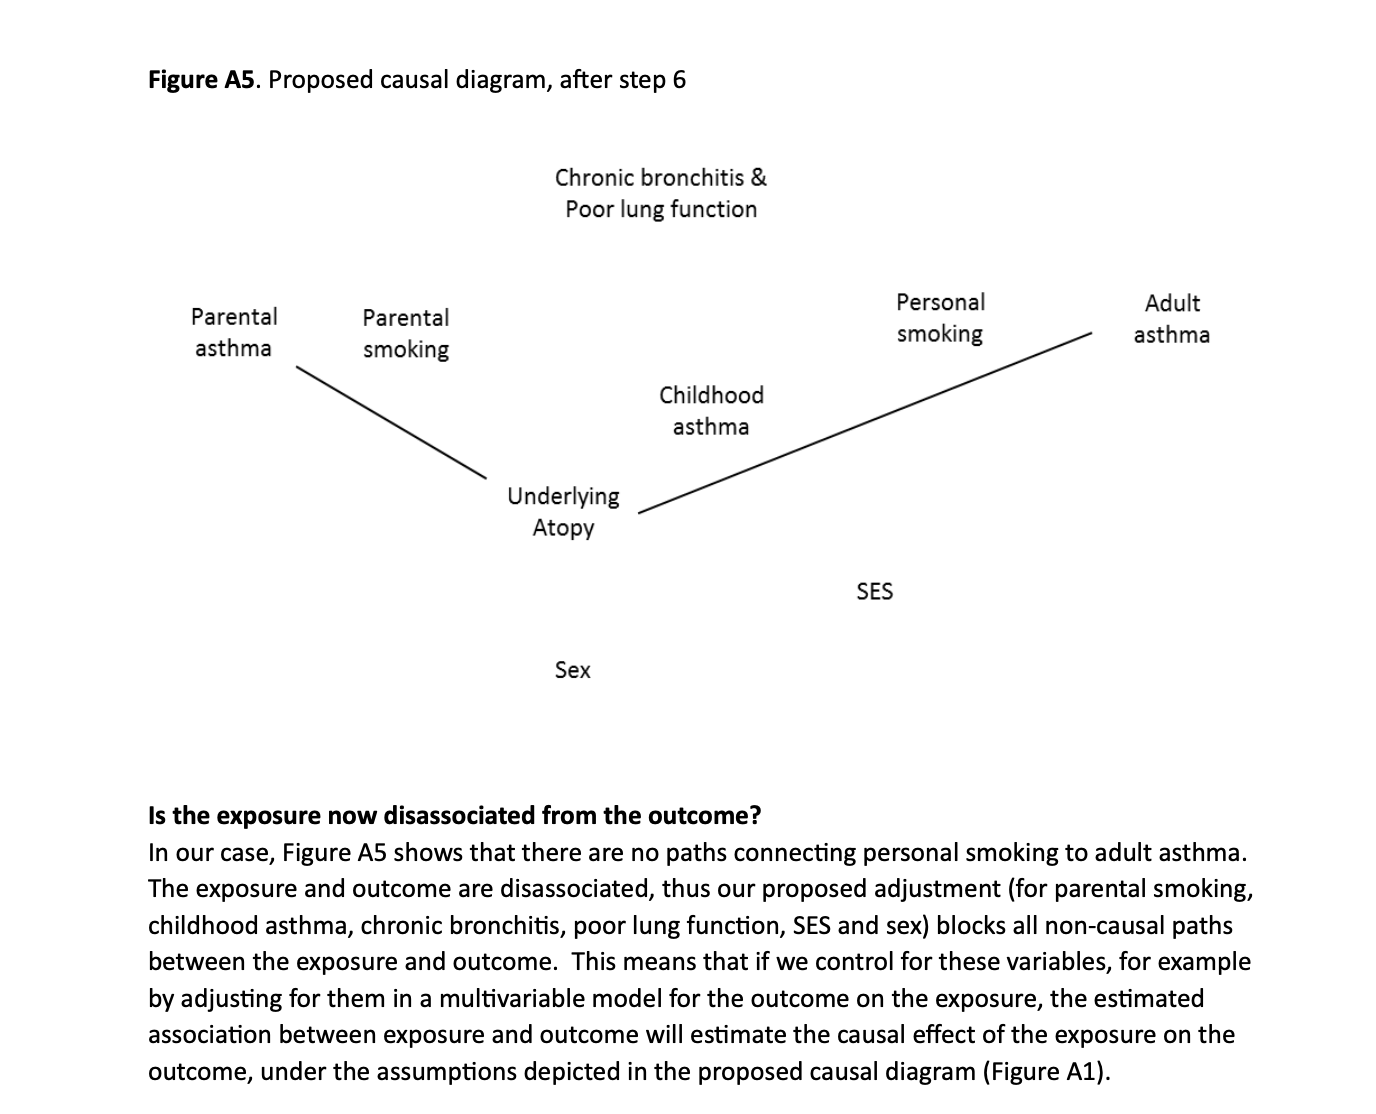 Figure A5. Proposed causal diagram, after step 6
Chronic bronchitis &
Poor lung function
Parental
asthma
Parental
smoking
Personal
smoking
Adult
asthma
Childhood
asthma
Underlying
Atopy
SES
Sex
Is the exposure now disassociated from the outcome?
In our case, Figure A5 shows that there are no paths connecting personal smoking to adult asthma.
The exposure and outcome are disassociated, thus our proposed adjustment (for parental smoking,
childhood asthma, chronic bronchitis, poor lung function, SES and sex) blocks all non-causal paths
between the exposure and outcome.  This means that if we control for these variables, for example
by adjusting for them in a multivariable model for the outcome on the exposure, the estimated
association between exposure and outcome will estimate the causal effect of the exposure on the
outcome, under the assumptions depicted in the proposed causal diagram (Figure A1).